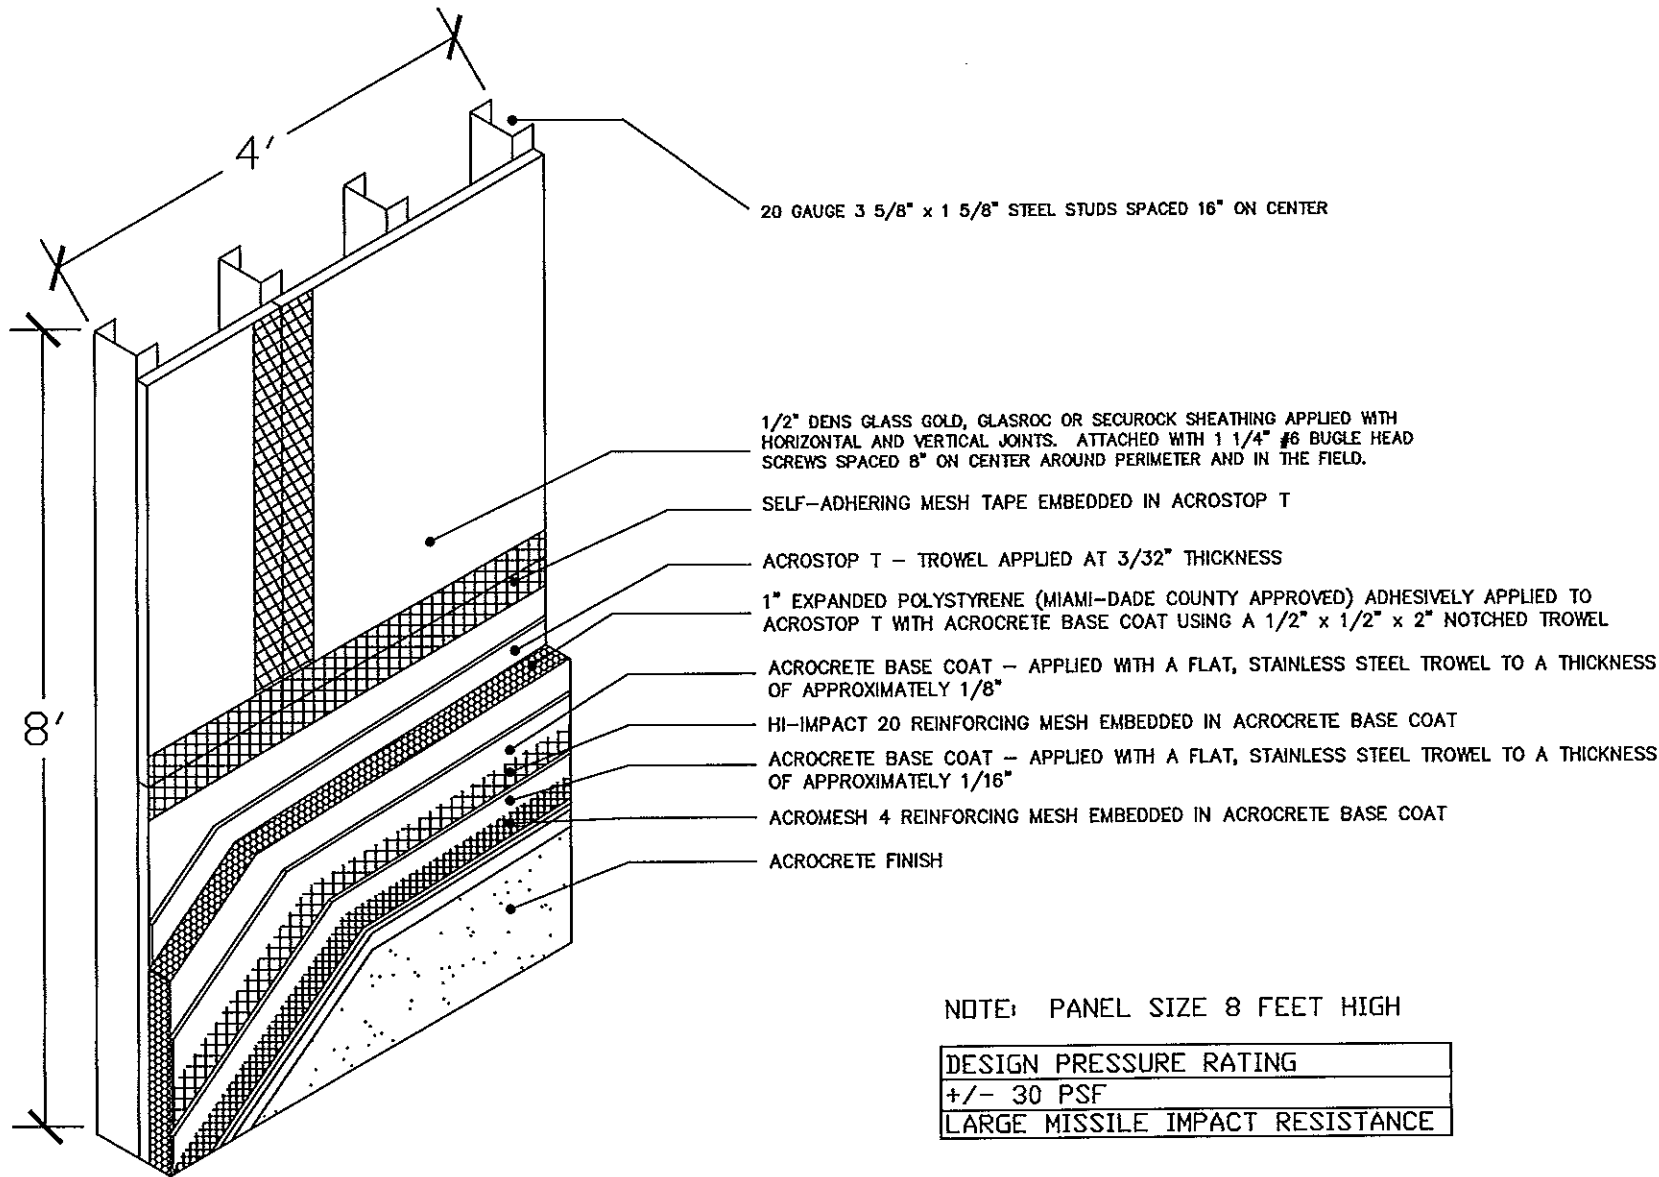 4'
20 GAUGE 3 5/8" x 1 5/8" STEEL STUDS SPACED 16" ON CENTER
1/2" DENS GLASS GOLD, GLASROC OR SECUROCK SHEATHING APPLIED WITH
HORIZONTAL AND VERTICAL JOINTS. ATTACHED WITH 1 1/4" #6 BUGLE HEAD
SCREWS SPACED 8" ON CENTER AROUND PERIMETER AND IN THE FIELD.
SELF-ADHERING MESH TAPE EMBEDDED IN ACROSTOP T
ACROSTOP T – TROWEL APPLIED AT 3/32" THICKNESS
1" EXPANDED POLYSTYRENE (MIAMI-DADE COUNTY APPROVED) ADHESIVELY APPLIED TO
ACROSTOP T WITH ACROCRETE BASE COAT USING A 1/2" x 1/2" x 2" NOTCHED TROWEL
ACROCRETE BASE COAT – APPLIED WITH A FLAT, STAINLESS STEEL TROWEL TO A THICKNESS
OF APPROXIMATELY 1/8"
8'
HI-IMPACT 20 REINFORCING MESH EMBEDDED IN ACROCRETE BASE COAT
ACROCRETE BASE COAT – APPLIED WITH A FLAT, STAINLESS STEEL TROWEL TO A THICKNESS
OF APPROXIMATELY 1/16"
ACROMESH 4 REINFORCING MESH EMBEDDED IN ACROCRETE BASE COAT
ACROCRETE FINISH
NOTE: PANEL SIZE 8 FEET HIGH
DESIGN PRESSURE RATING
+/- 30 PSF
LARGE MISSILE IMPACT RESISTANCE